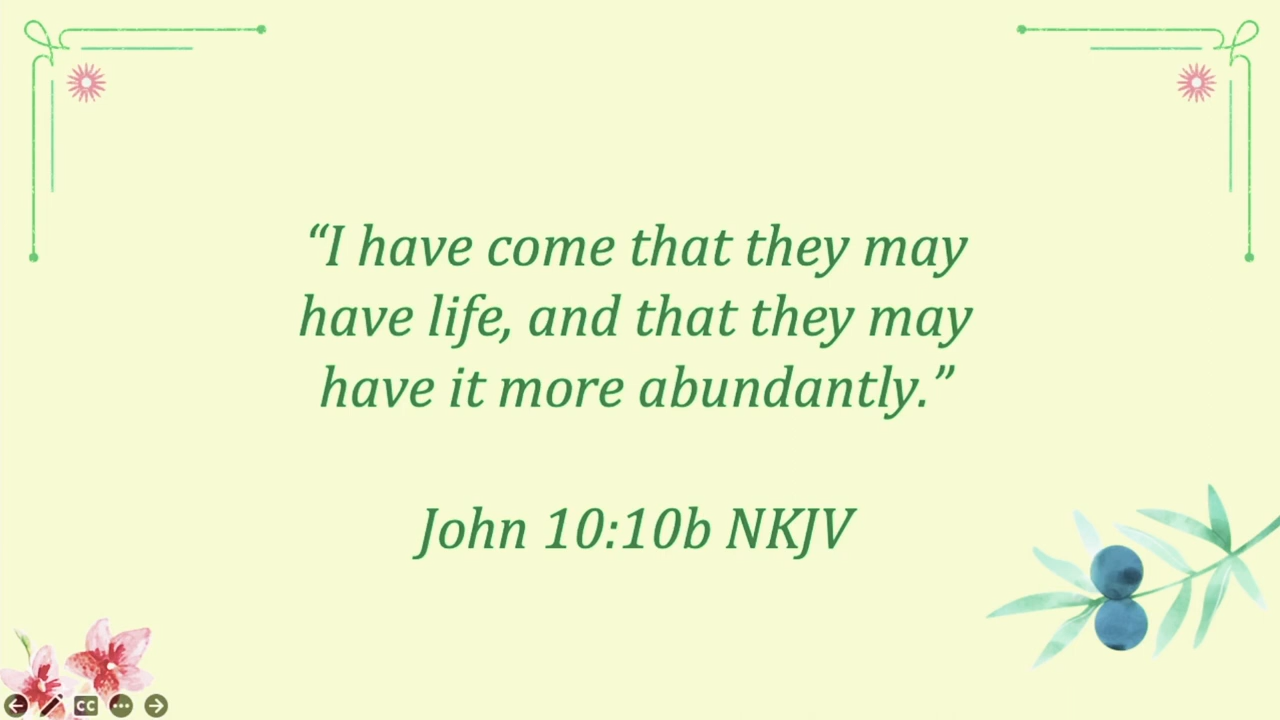 “I have come that they may
have life, and that they may
have it more abundantly.”
John 10:10b NKJV
CC